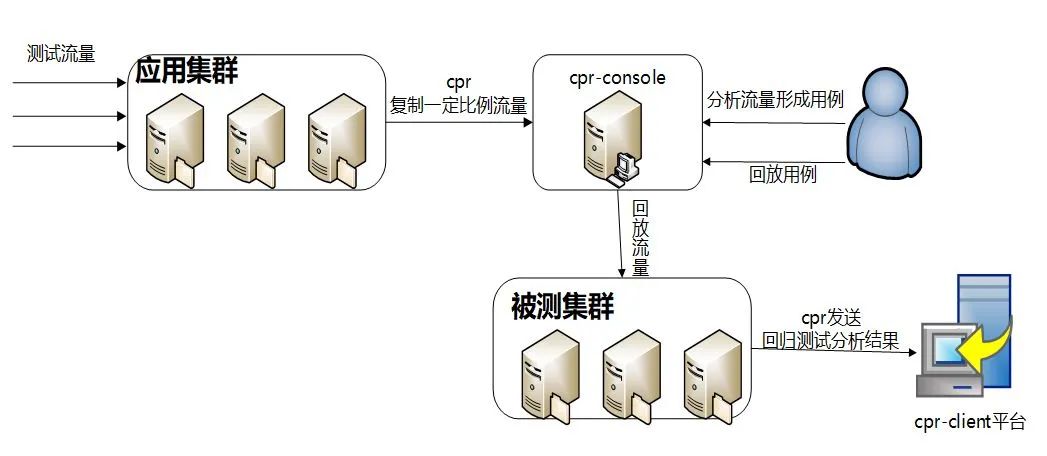 测试流量
应用集群
cpr
复制一定比例流量
cpr-console
分析流量形成用例
回放用例
回放流量
被测集群
cpr发送
回归测试分析结果
cpr-client平台